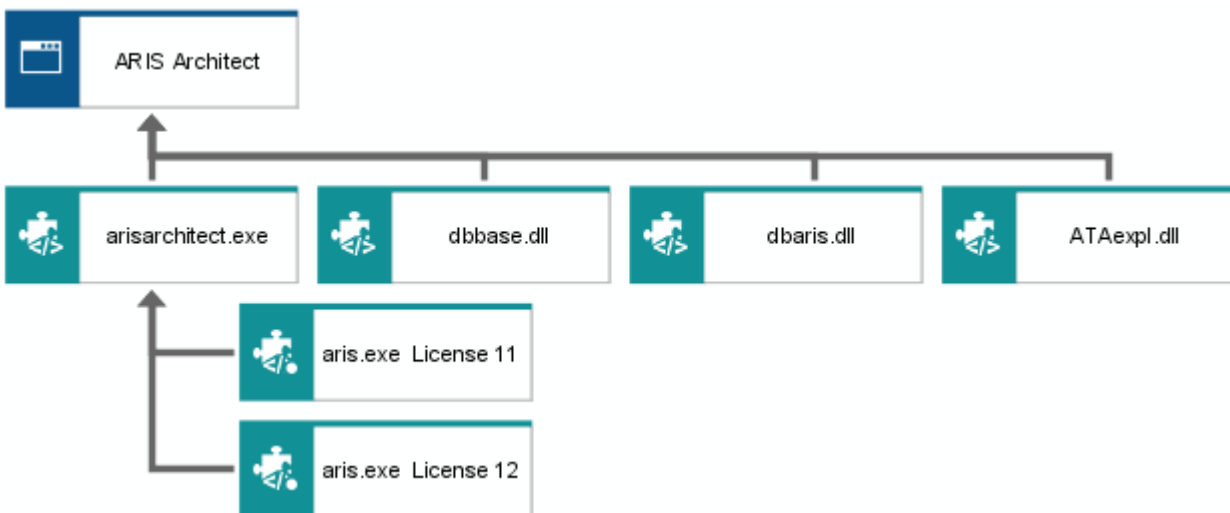 ARIS Architect
arisarchitect.exe
dbbase.dll
dbaris.dll
ATAexpl.dll
aris.exe License 11
aris.exe License 12